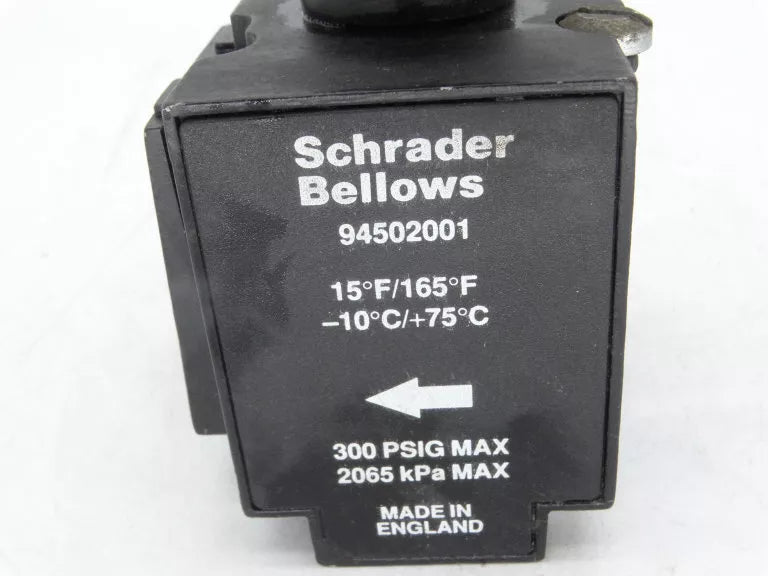 Schrader
Bellows
94502001
15°F/165°F
–10°C/+75°C
300 PSIG MAX
2065 kPa MAX
MADE IN
ENGLAND